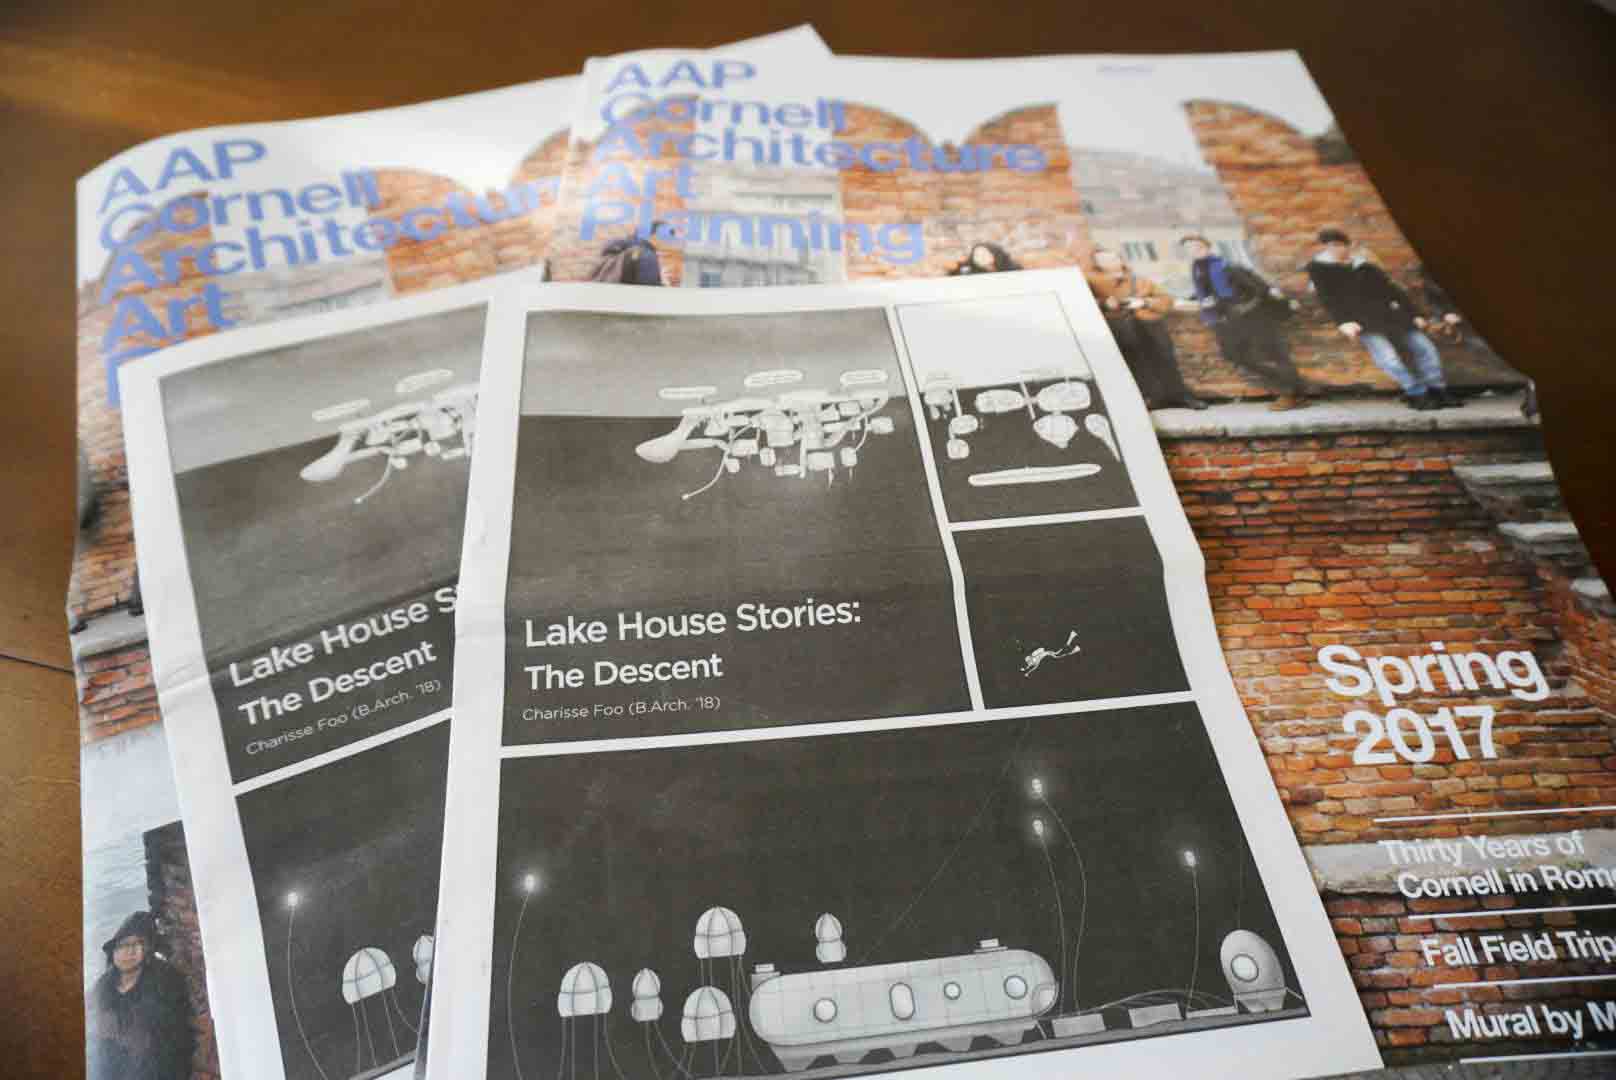 AAP
Cornell
Architecture
Art
AAP
Cornell
Architecture
Art
Planning
Lake House
The Descent
Charisse Foo (B.Arch. '18)
Lake House Stories:
The Descent
Charisse Foo (B.Arch. '18)
Spring
2017
Thirty Years of
Cornell in Rome
Fall Field Trip
Mural by